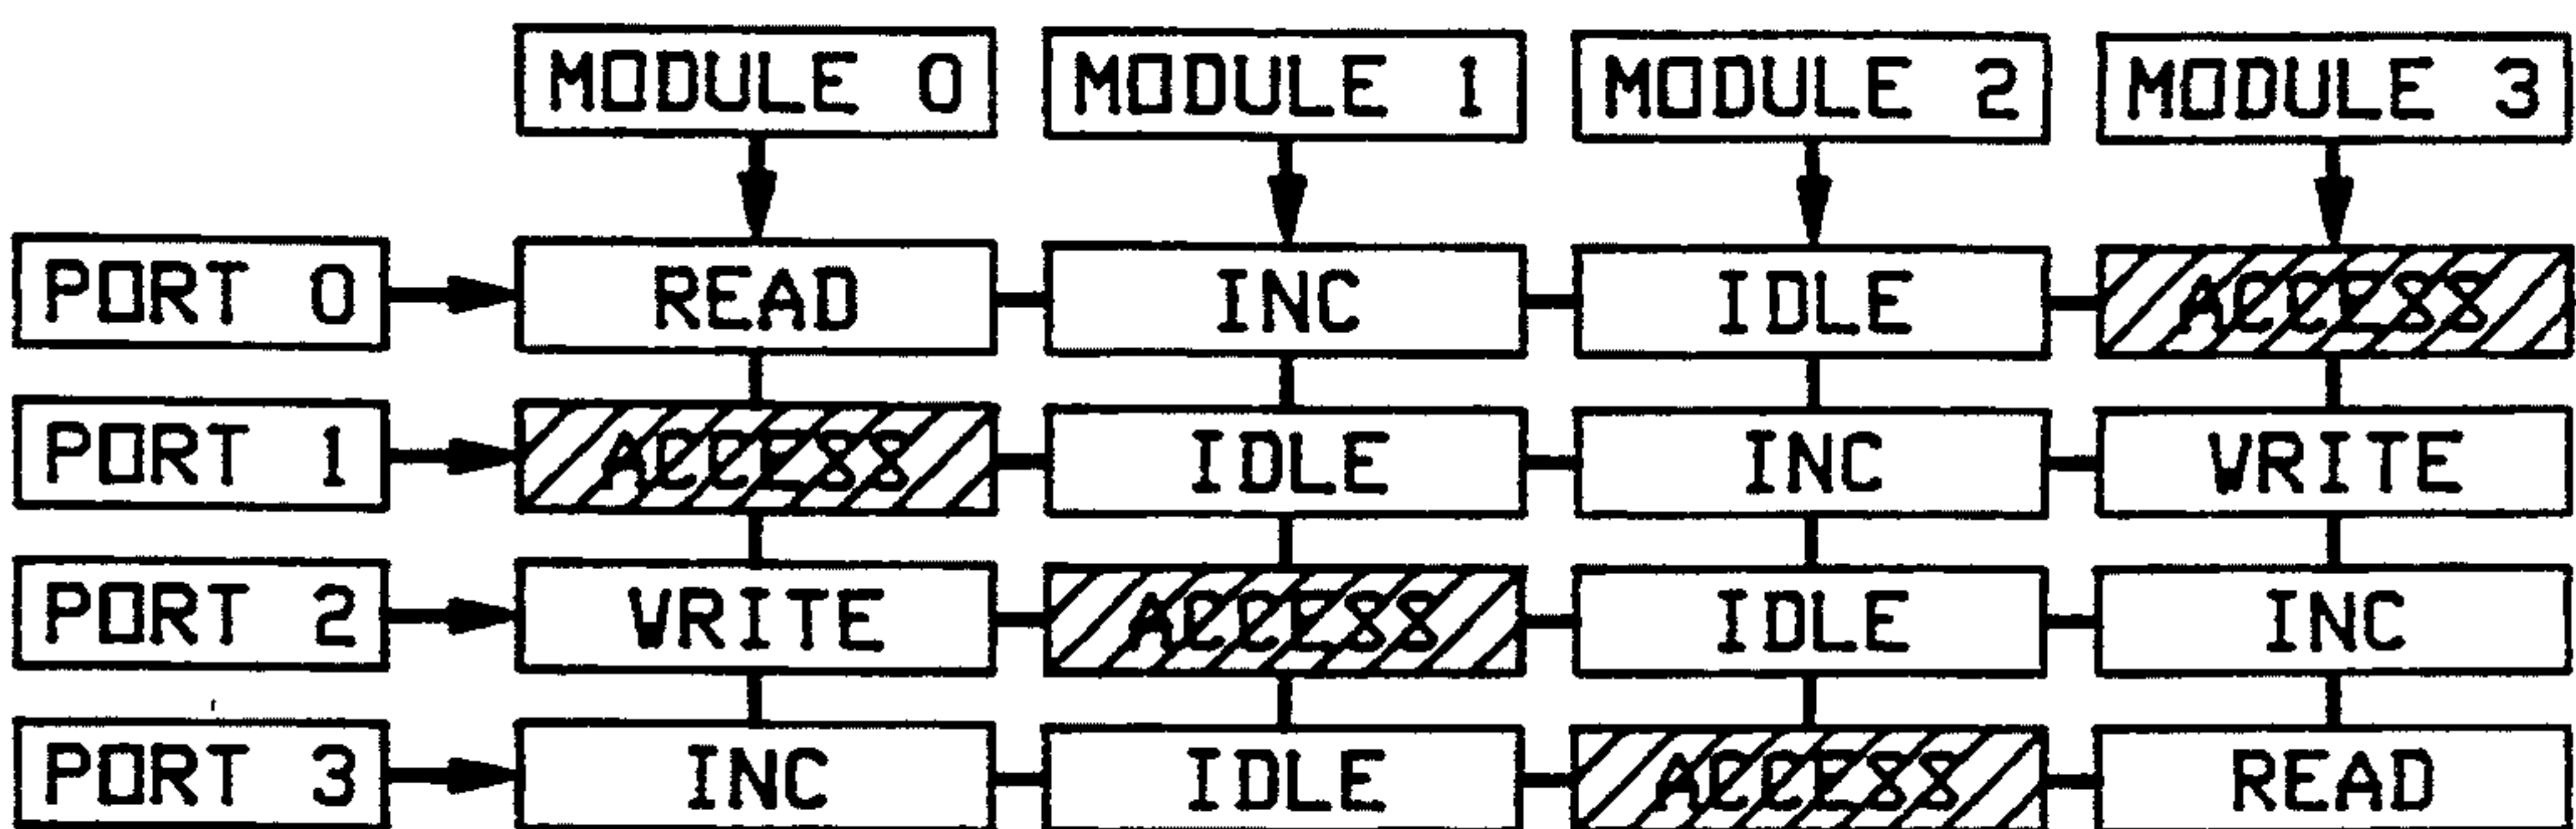 MODULE 0 MODULE 1 MODULE 2 MODULE 3
PORT 0 READ INC IDLE ACCESS
PORT 1 ACCESS IDLE INC WRITE
PORT 2 WRITE ACCESS IDLE INC
PORT 3 INC IDLE ACCESS READ